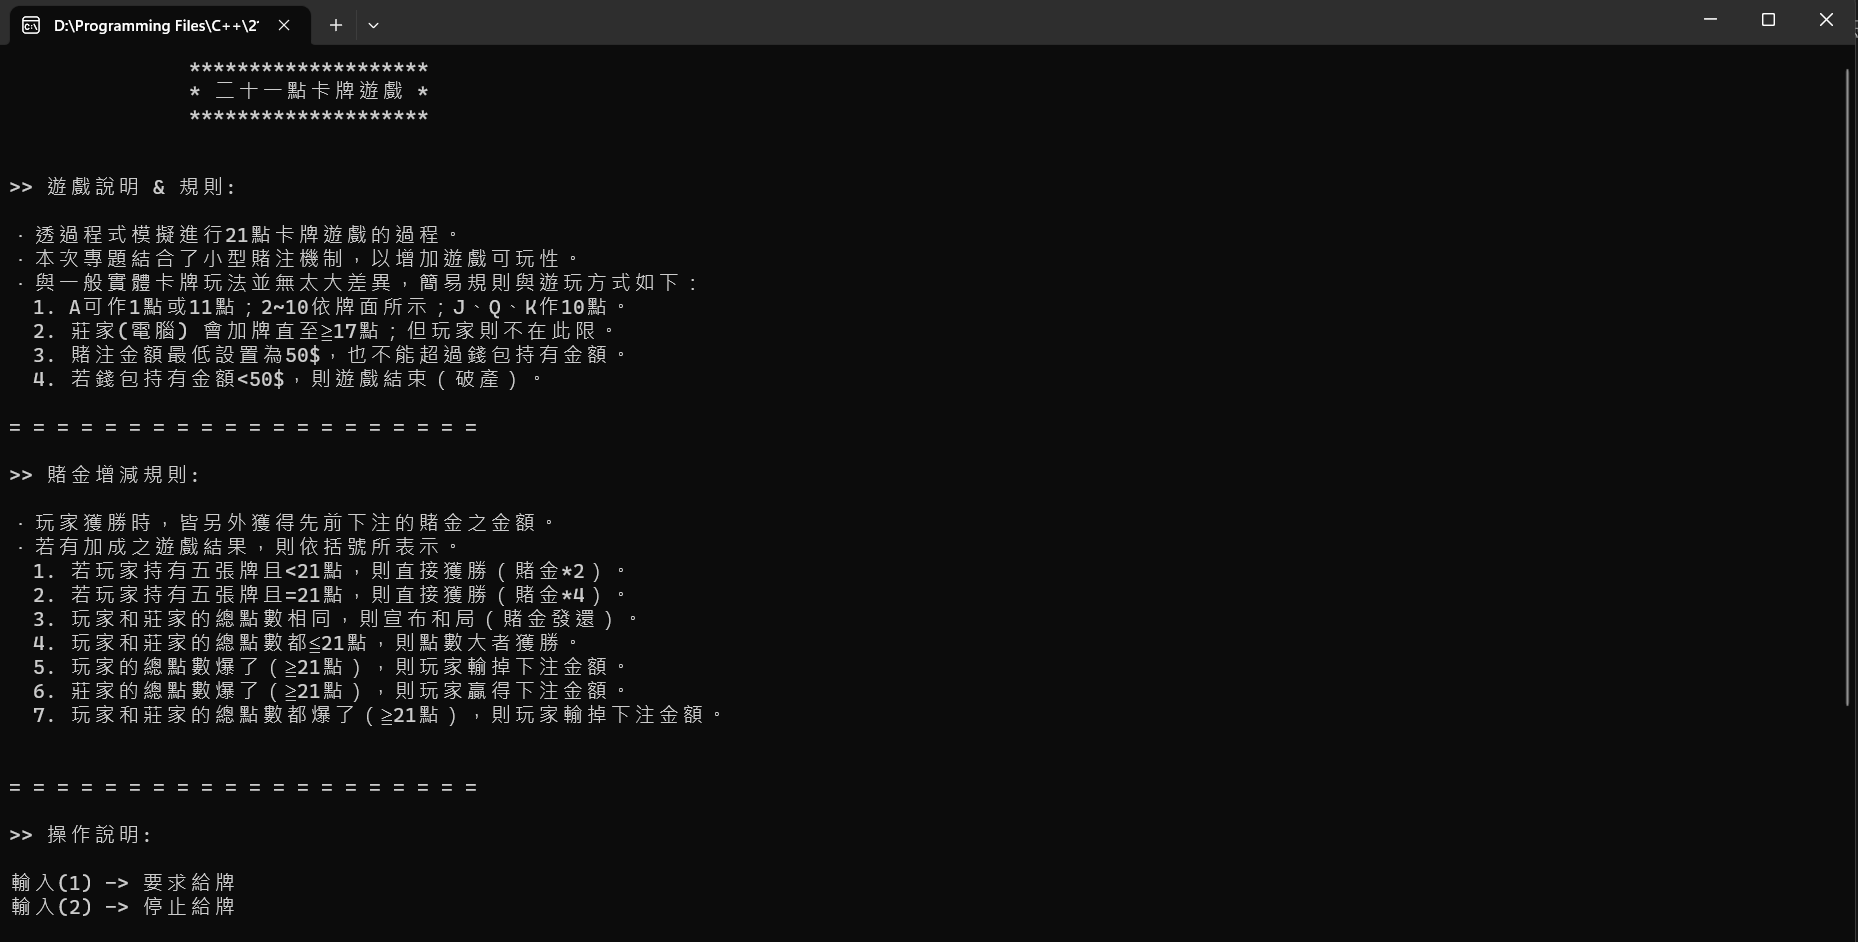 D:\Programming Files\C++\2
********************
* 二十一點卡牌遊戲 *
********************
>> 遊戲說明 & 規則:
· 透過程式模擬進行21點卡牌遊戲的過程。
· 本次專題結合了小型賭注機制，以增加遊戲可玩性。
· 與一般實體卡牌玩法並無太大差異，簡易規則與遊玩方式如下：
1. A可作1點或11點；2~10依牌面所示；J、Q、K作10點。
2. 莊家(電腦) 會加牌直至≧17點；但玩家則不在此限。
3. 賭注金額最低設置為50$，也不能超過錢包持有金額。
4. 若錢包持有金額<50$，則遊戲結束（破產）。
= = = = = = = = = = = = = = = = = = = =
>> 賭金增減規則:
· 玩家獲勝時，皆另外獲得先前下注的賭金之金額。
· 若有加成之遊戲結果，則依括號所表示。
1. 若玩家持有五張牌且<21點，則直接獲勝（賭金*2）。
2. 若玩家持有五張牌且=21點，則直接獲勝（賭金*4）。
3. 玩家和莊家的總點數相同，則宣布和局（賭金發還）。
4. 玩家和莊家的總點數都≦21點，則點數大者獲勝。
5. 玩家的總點數爆了（≧21點），則玩家輸掉下注金額。
6. 莊家的總點數爆了（≧21點），則玩家贏得下注金額。
7. 玩家和莊家的總點數都爆了（≧21點），則玩家輸掉下注金額。
= = = = = = = = = = = = = = = = = = = =
>> 操作說明:
輸入(1) -> 要求給牌
輸入(2) -> 停止給牌